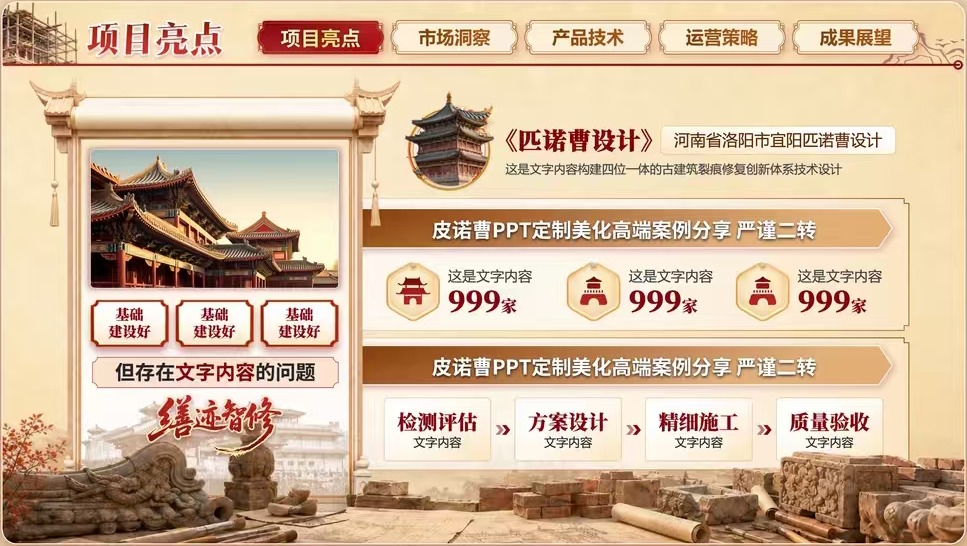 项目亮点
项目亮点
市场洞察
产品技术
运营策略
成果展望
《匹诺曹设计》
河南省洛阳市宜阳匹诺曹设计
这是文字内容构建四位一体的古建筑裂痕修复创新体系技术设计
基础
建设好
基础
建设好
基础
建设好
但存在文字内容的问题
缮迹智修
皮诺曹PPT定制美化高端案例分享 严谨二转
这是文字内容
999家
这是文字内容
999家
这是文字内容
999家
皮诺曹PPT定制美化高端案例分享 严谨二转
检测评估
文字内容
方案设计
文字内容
精细施工
文字内容
质量验收
文字内容